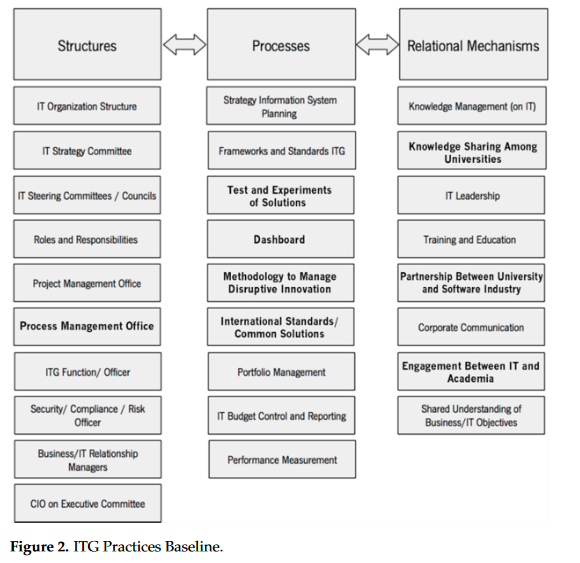 Structures
Processes
Relational Mechanisms
IT Organization Structure
IT Strategy Committee
IT Steering Committees / Councils
Roles and Responsibilities
Project Management Office
Process Management Office
ITG Function/ Officer
Security/ Compliance / Risk
Officer
Business/IT Relationship
Managers
CIO on Executive Committee
Strategy Information System
Planning
Frameworks and Standards ITG
Test and Experiments
of Solutions
Dashboard
Methodology to Manage
Disruptive Innovation
International Standards/
Common Solutions
Portfolio Management
IT Budget Control and Reporting
Performance Measurement
Knowledge Management (on IT)
Knowledge Sharing Among
Universities
IT Leadership
Training and Education
Partnership Between University
and Software Industry
Corporate Communication
Engagement Between IT and
Academia
Shared Understanding of
Business/IT Objectives
Figure 2. ITG Practices Baseline.